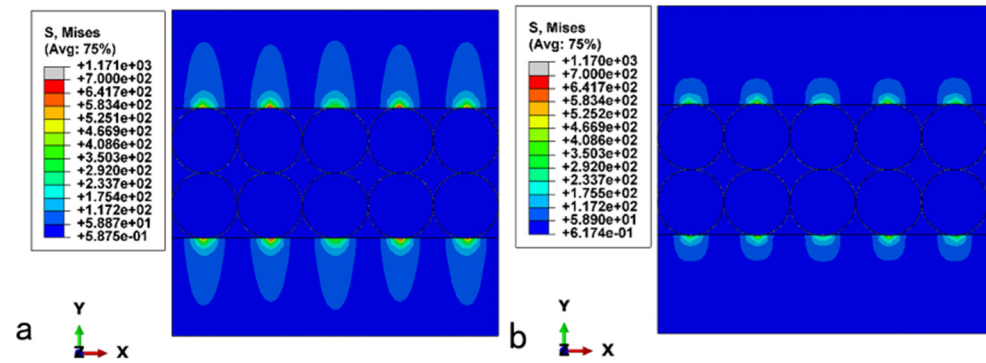 S, Mises
(Avg: 75%)
+1.171e+03
+7.000e+02
+6.417e+02
+5.834e+02
+5.251e+02
+4.669e+02
+4.086e+02
+3.503e+02
+2.920e+02
+2.337e+02
+1.754e+02
+1.172e+02
+5.887e+01
+5.875e-01
Y
Z
X
a
S, Mises
(Avg: 75%)
+1.170e+03
+7.000e+02
+6.417e+02
+5.834e+02
+5.252e+02
+4.669e+02
+4.086e+02
+3.503e+02
+2.920e+02
+2.337e+02
+1.755e+02
+1.172e+02
+5.890e+01
+6.174e-01
Y
Z
X
b